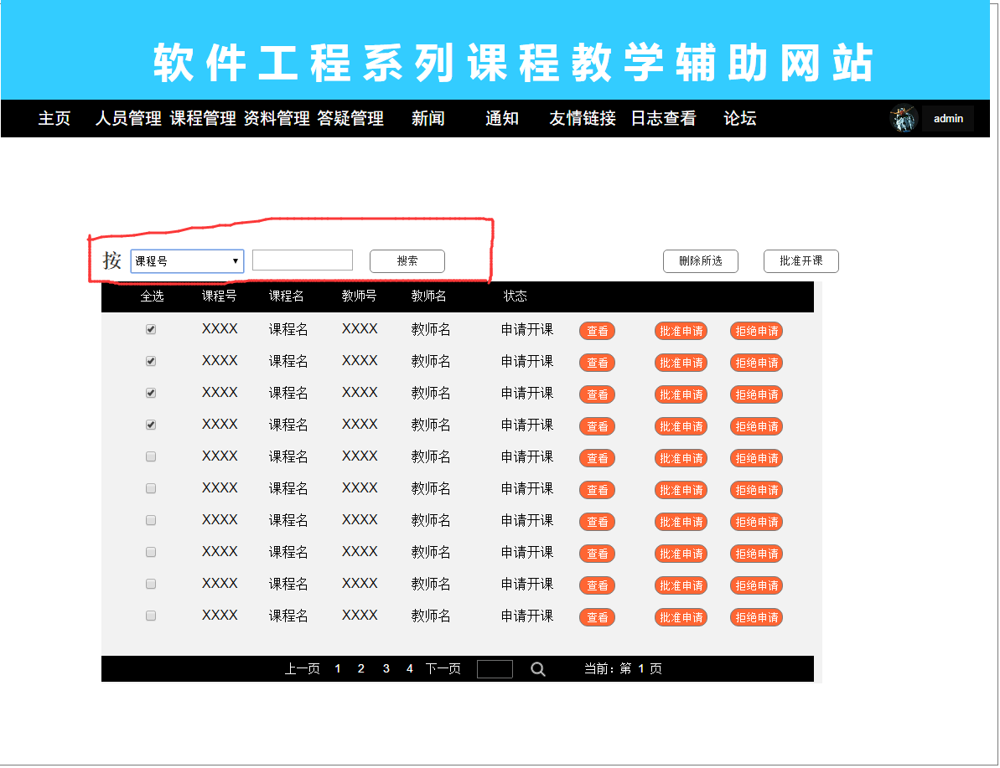 软件工程系列课程教学辅助网站
主页 人员管理 课程管理 资料管理 答疑管理 新闻 通知 友情链接 日志查看 论坛 admin
按 课程号 搜索 删除所选 批准开课
全选 课程号 课程名 教师号 教师名 状态
XXXX 课程名 XXXX 教师名 申请开课 查看 批准申请 拒绝申请
XXXX 课程名 XXXX 教师名 申请开课 查看 批准申请 拒绝申请
XXXX 课程名 XXXX 教师名 申请开课 查看 批准申请 拒绝申请
XXXX 课程名 XXXX 教师名 申请开课 查看 批准申请 拒绝申请
XXXX 课程名 XXXX 教师名 申请开课 查看 批准申请 拒绝申请
XXXX 课程名 XXXX 教师名 申请开课 查看 批准申请 拒绝申请
XXXX 课程名 XXXX 教师名 申请开课 查看 批准申请 拒绝申请
XXXX 课程名 XXXX 教师名 申请开课 查看 批准申请 拒绝申请
XXXX 课程名 XXXX 教师名 申请开课 查看 批准申请 拒绝申请
XXXX 课程名 XXXX 教师名 申请开课 查看 批准申请 拒绝申请
上一页 1 2 3 4 下一页 当前：第 1 页